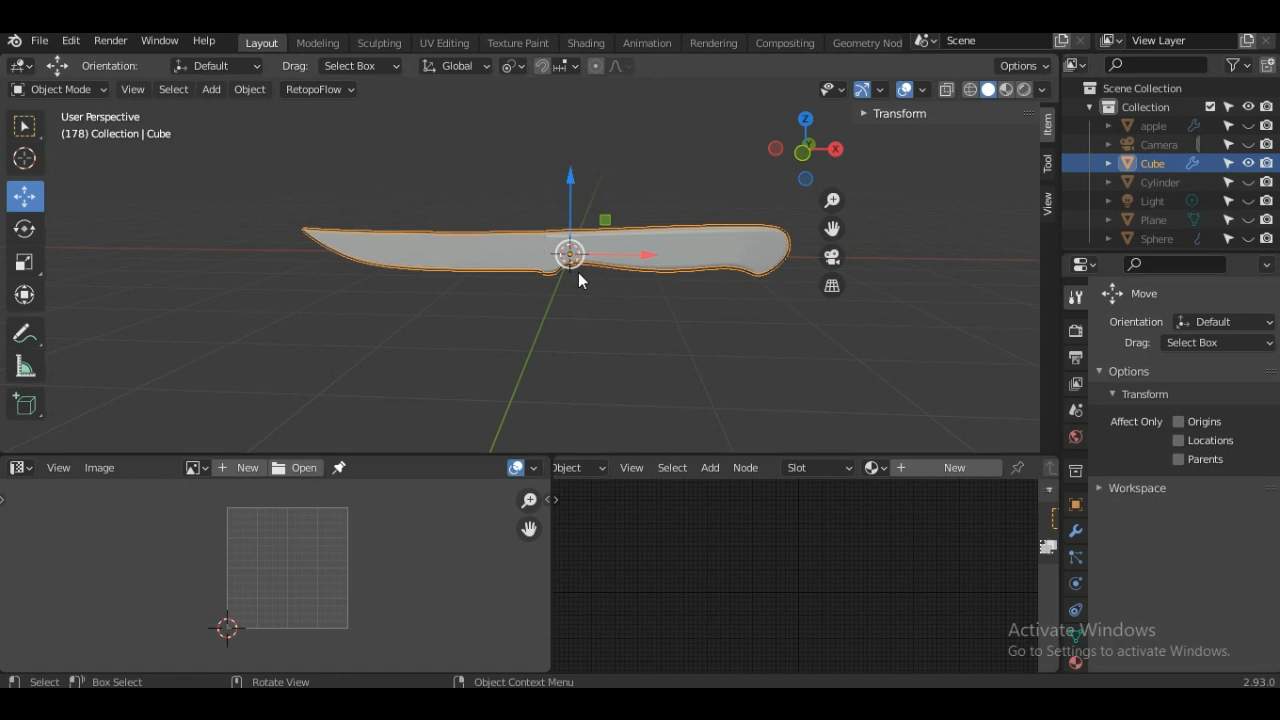 File Edit Render Window Help Layout Modeling Sculpting UV Editing Texture Paint Shading Animation Rendering Compositing Geometry Nod Scene View Layer
Orientation: Default Drag: Select Box Global Options
Object Mode View Select Add Object RetopoFlow
User Perspective
(178) Collection | Cube
Transform
Z
X
Y
Item
Tool
View
Scene Collection
Collection
apple
Camera
Cube
Cylinder
Light
Plane
Sphere
Move
Orientation Default
Drag: Select Box
Options
Transform
Affect Only Origins
Locations
Parents
Workspace
View Image New Open
Object View Select Add Node Slot New
Activate Windows
Go to Settings to activate Windows.
Select Box Select Rotate View Object Context Menu 2.93.0